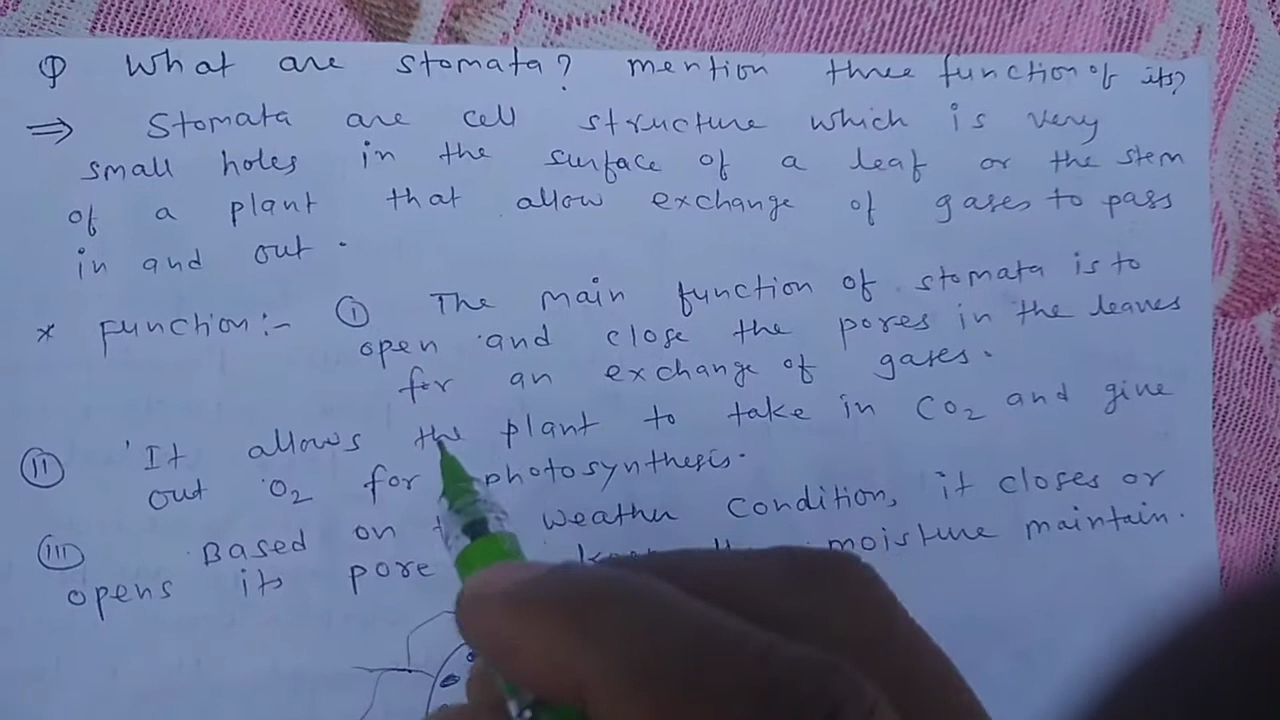 Q What are stomata? mention three function of its?
⇒ Stomata are cell structure which is very
small holes in the surface of a leaf or the stem
of a plant that allow exchange of gases to pass
in and out.
* Function:- ① The main function of stomata is to
open and close the pores in the leaves
for an exchange of gases.
(II) It allows the plant to take in CO2 and give
out O2 for photosynthesis.
(III) Based on weather condition, it closes or
opens its pore moisture maintain.